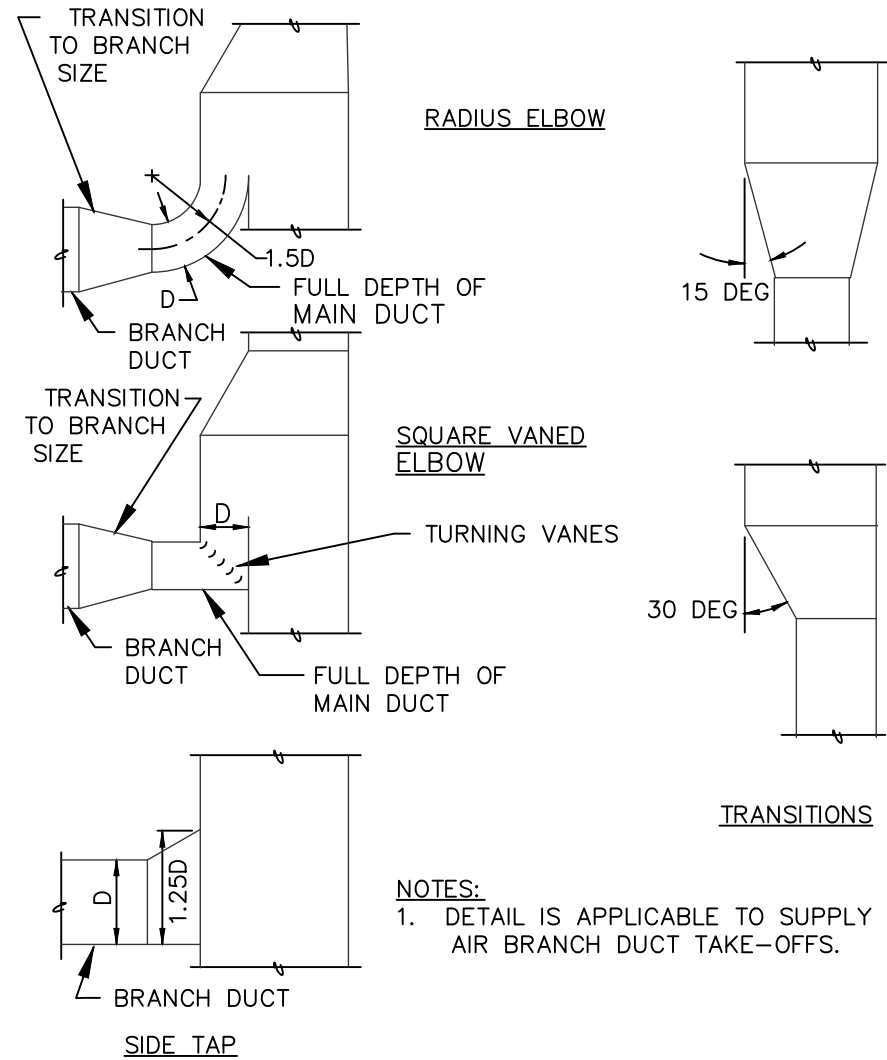 TRANSITION
TO BRANCH
SIZE
RADIUS ELBOW
1.5D
D
FULL DEPTH OF
MAIN DUCT
BRANCH
DUCT
15 DEG
TRANSITION
TO BRANCH
SIZE
SQUARE VANED
ELBOW
D
TURNING VANES
BRANCH
DUCT
FULL DEPTH OF
MAIN DUCT
30 DEG
TRANSITIONS
D
1.25D
BRANCH DUCT
SIDE TAP
NOTES:
1. DETAIL IS APPLICABLE TO SUPPLY
AIR BRANCH DUCT TAKE-OFFS.